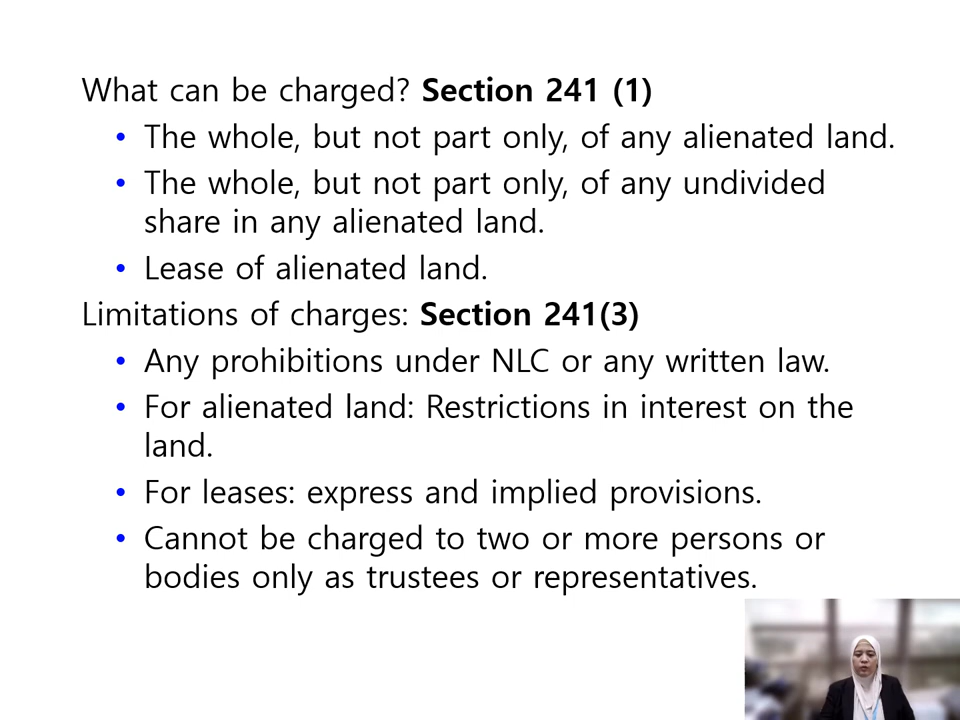 What can be charged? Section 241 (1)
• The whole, but not part only, of any alienated land.
• The whole, but not part only, of any undivided
share in any alienated land.
• Lease of alienated land.
Limitations of charges: Section 241(3)
• Any prohibitions under NLC or any written law.
• For alienated land: Restrictions in interest on the
land.
• For leases: express and implied provisions.
• Cannot be charged to two or more persons or
bodies only as trustees or representatives.